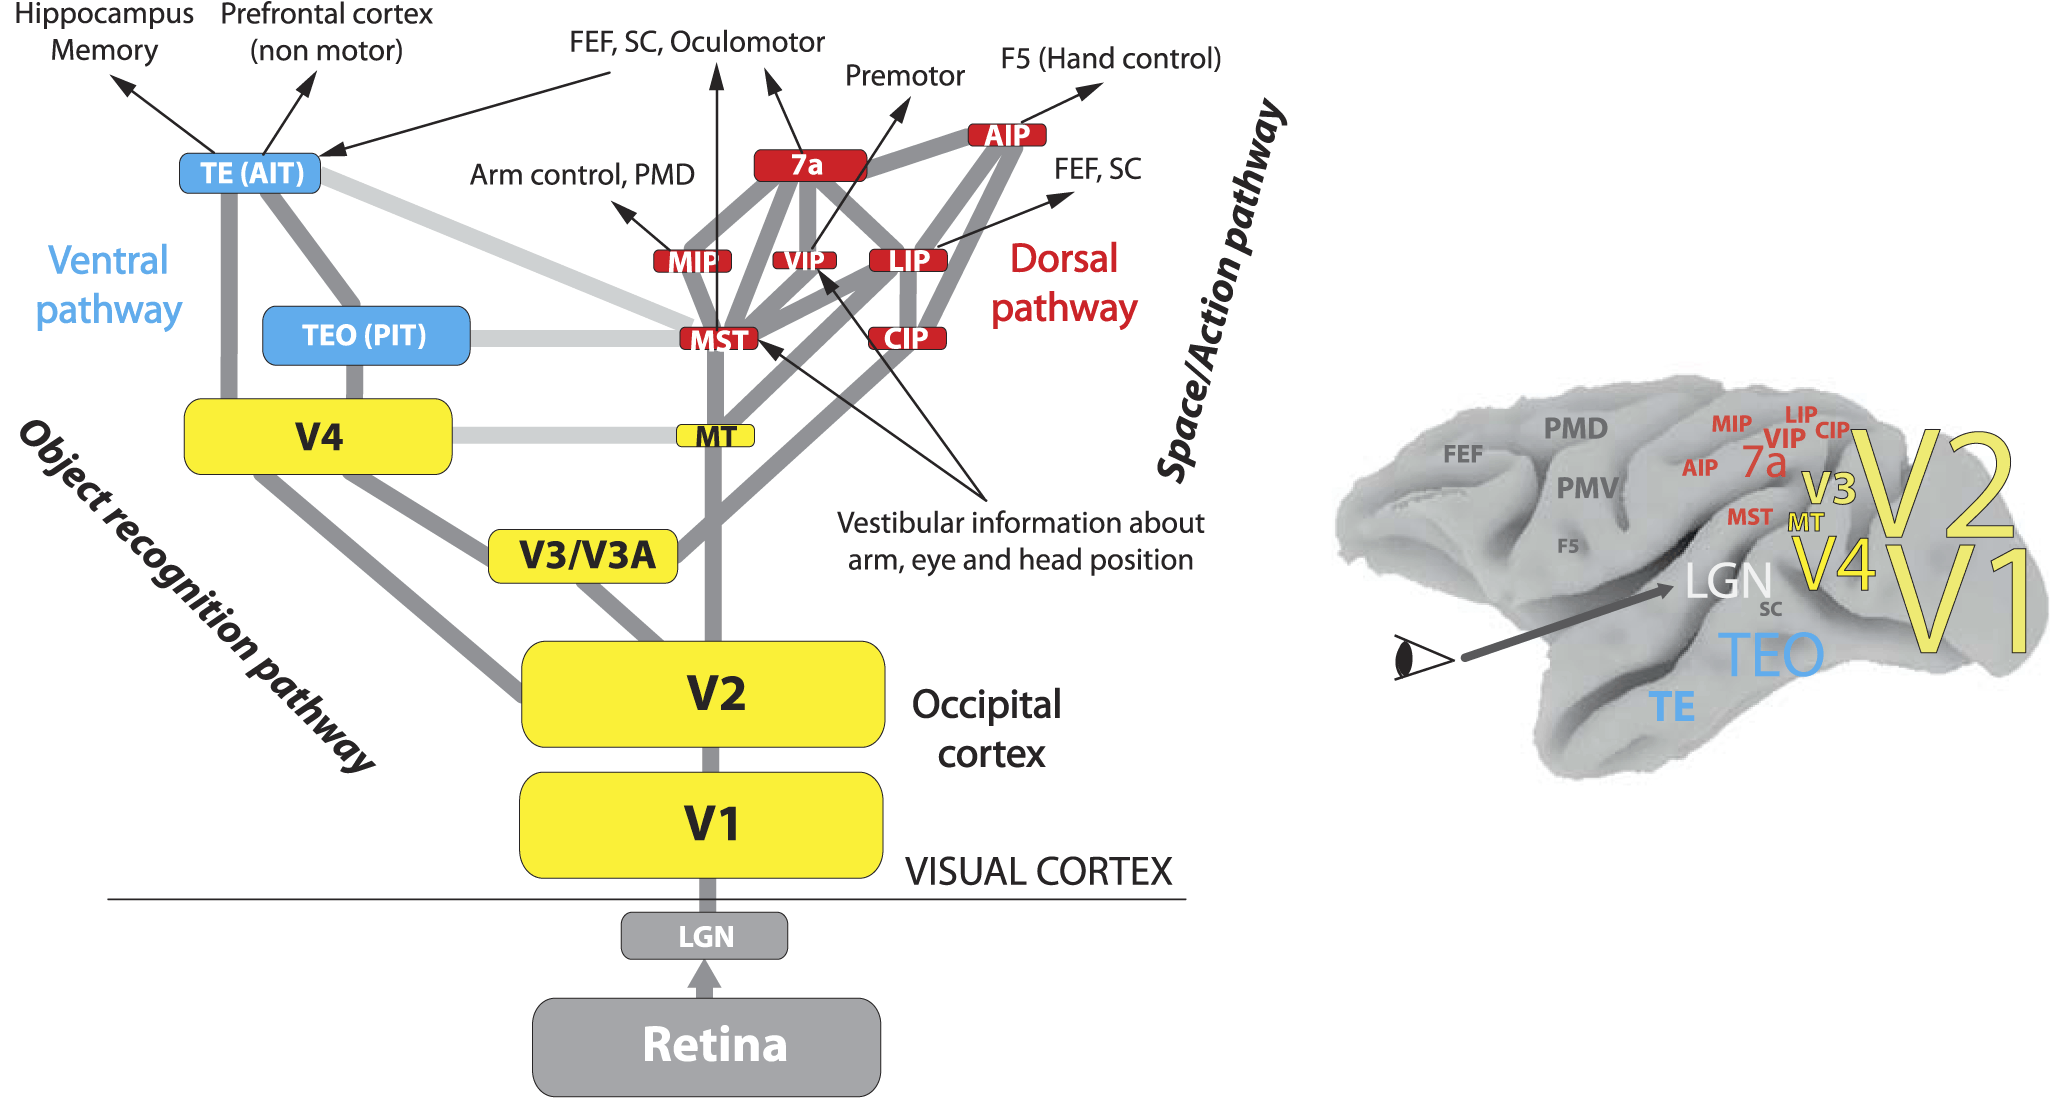 Hippocampus
Memory
Prefrontal cortex
(non motor)
FEF, SC, Oculomotor
Premotor
F5 (Hand control)
AIP
7a
TE (AIT)
Arm control, PMD
FEF, SC
Space/Action pathway
Ventral
pathway
MIP
VIP
LIP
Dorsal
pathway
TEO (PIT)
MST
CIP
V4
MT
Object recognition pathway
Vestibular information about
arm, eye and head position
V3/V3A
V2
Occipital
cortex
V1
VISUAL CORTEX
LGN
Retina
FEF
PMD
PMV
F5
MIP
LIP
VIP
CIP
AIP
7a
V3
V2
MST
MT
V4
V1
LGN
SC
TEO
TE